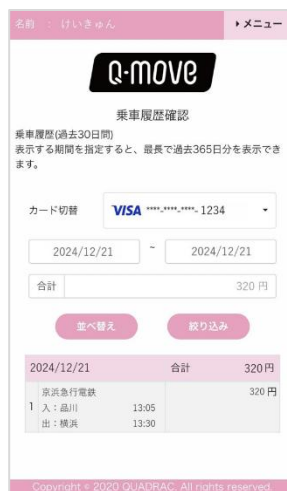 名前 : けいきゅん
メニュー
Q-move
乗車履歴確認
乗車履歴(過去30日間)
表示する期間を指定すると、最長で過去365日分を表示でき
ます。
カード切替 VISA ****-****-****- 1234
2024/12/21 ~ 2024/12/21
合計 320 円
並べ替え 絞り込み
2024/12/21 合計 320円
京浜急行電鉄 320 円
1 入：品川 13:05
出：横浜 13:30
Copyright © 2020 QUADRAC. All rights reserved.